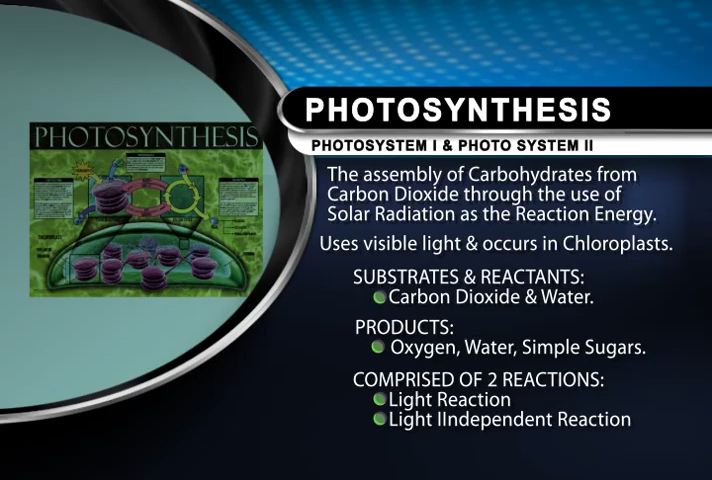 PHOTOSYNTHESIS
PHOTOSYNTHESIS
PHOTOSYSTEM I & PHOTO SYSTEM II
The assembly of Carbohydrates from
Carbon Dioxide through the use of
Solar Radiation as the Reaction Energy.
Uses visible light & occurs in Chloroplasts.
SUBSTRATES & REACTANTS:
Carbon Dioxide & Water.
PRODUCTS:
Oxygen, Water, Simple Sugars.
COMPRISED OF 2 REACTIONS:
Light Reaction
Light IIndependent Reaction